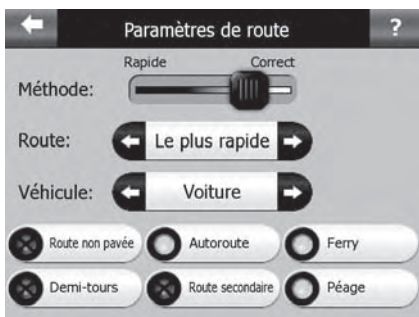 Paramètres de route ?
Rapide Correct
Méthode:
Route: Le plus rapide
Véhicule: Voiture
Route non pavée Autoroute Ferry
Demi-tours Route secondaire Péage